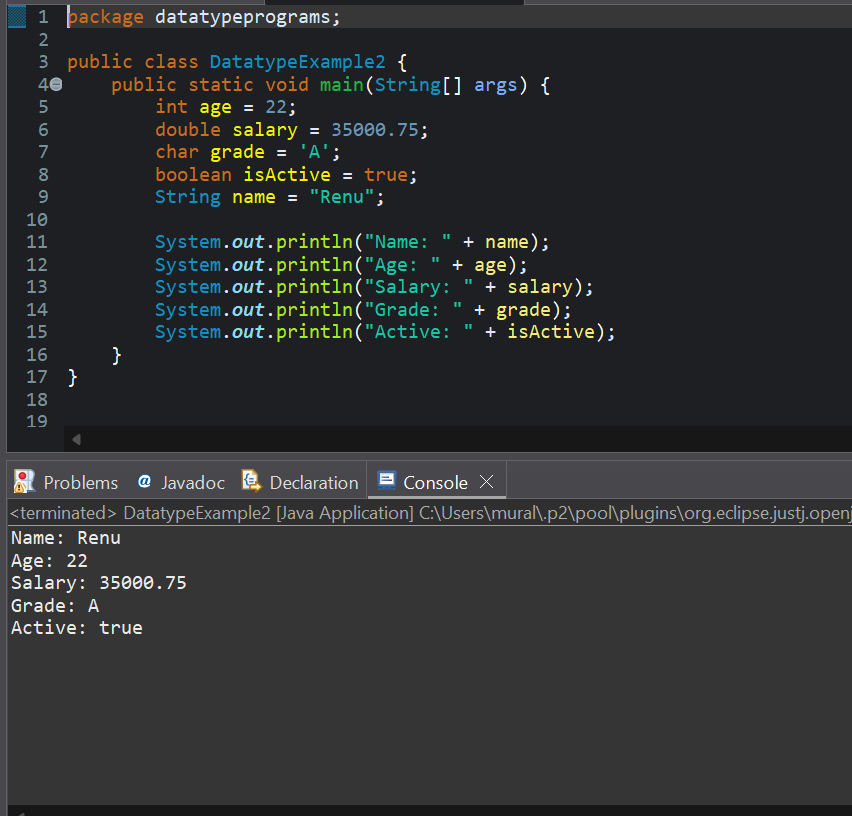 1 package datatypeprograms;
2
3 public class DatatypeExample2 {
4     public static void main(String[] args) {
5         int age = 22;
6         double salary = 35000.75;
7         char grade = 'A';
8         boolean isActive = true;
9         String name = "Renu";
10
11         System.out.println("Name: " + name);
12         System.out.println("Age: " + age);
13         System.out.println("Salary: " + salary);
14         System.out.println("Grade: " + grade);
15         System.out.println("Active: " + isActive);
16     }
17 }
18
19
Problems @ Javadoc Declaration Console
<terminated> DatatypeExample2 [Java Application] C:\Users\mural\.p2\pool\plugins\org.eclipse.justj.openj
Name: Renu
Age: 22
Salary: 35000.75
Grade: A
Active: true